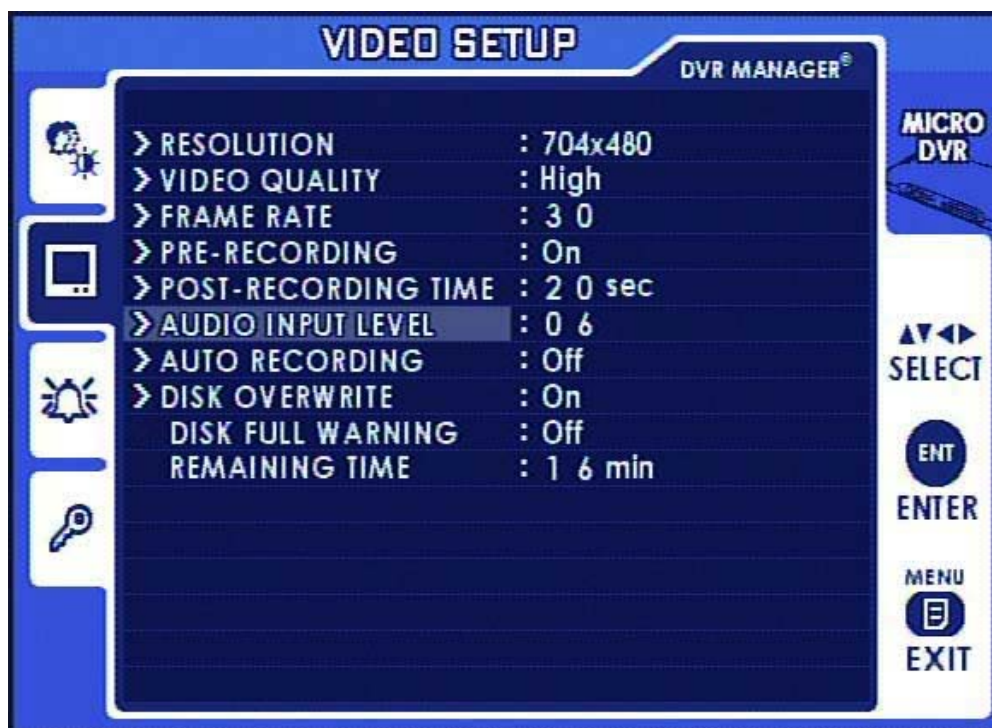 VIDEO SETUP
DVR MANAGER®
> RESOLUTION : 704x480
> VIDEO QUALITY : High
> FRAME RATE : 3 0
> PRE-RECORDING : On
> POST-RECORDING TIME : 2 0 sec
> AUDIO INPUT LEVEL : 0 6
> AUTO RECORDING : Off
> DISK OVERWRITE : On
DISK FULL WARNING : Off
REMAINING TIME : 1 6 min
MICRO
DVR
▲▼◀▶
SELECT
ENT
ENTER
MENU
EXIT